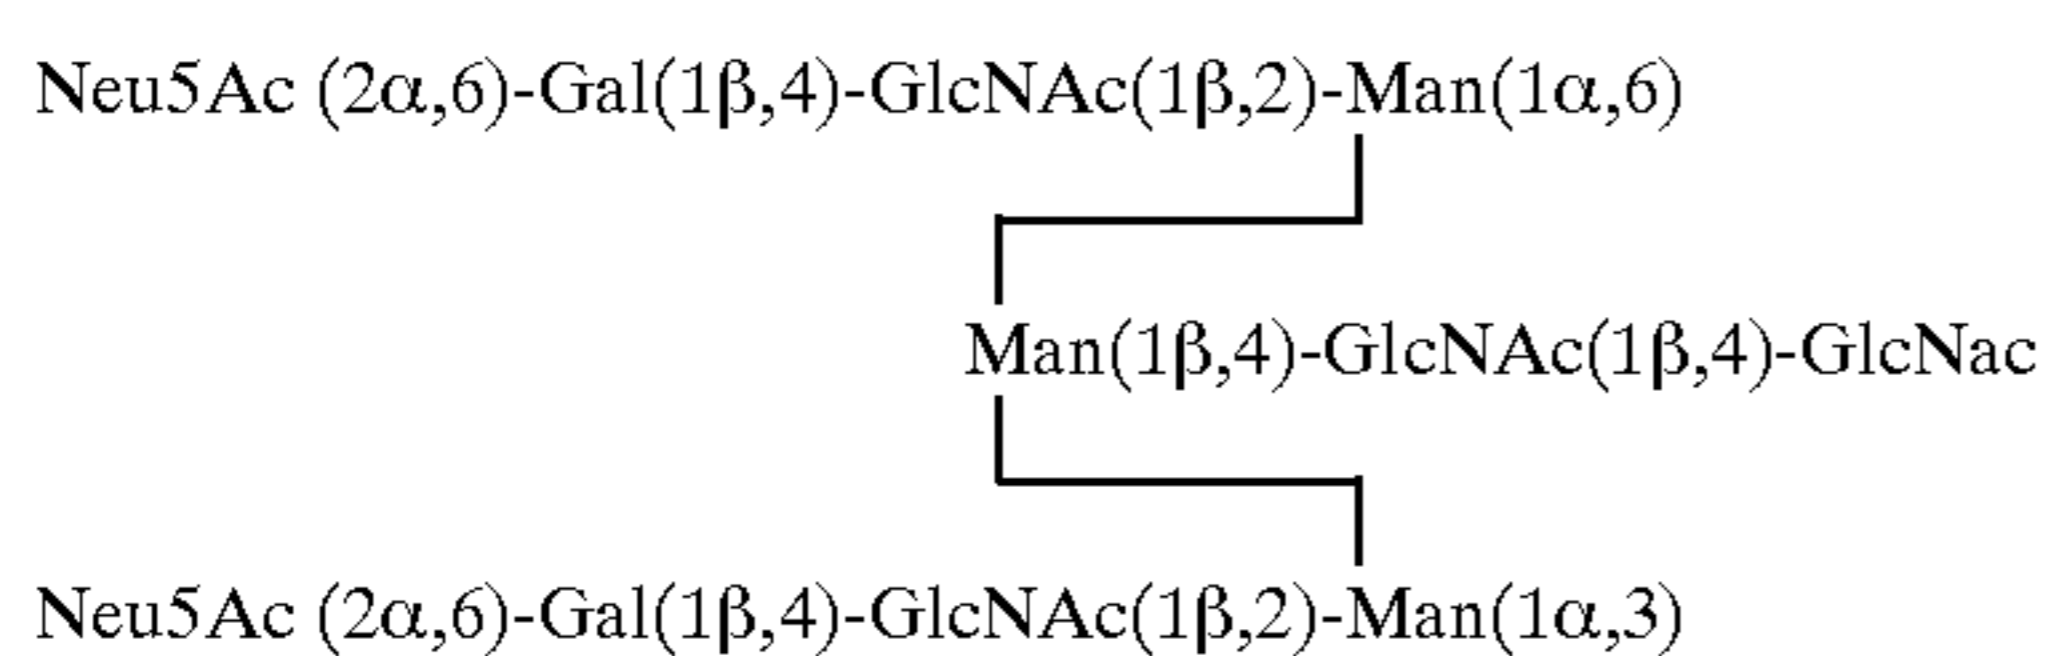 Neu5Ac (2α,6)-Gal(1β,4)-GlcNAc(1β,2)-Man(1α,6)
Man(1β,4)-GlcNAc(1β,4)-GlcNac
Neu5Ac (2α,6)-Gal(1β,4)-GlcNAc(1β,2)-Man(1α,3)